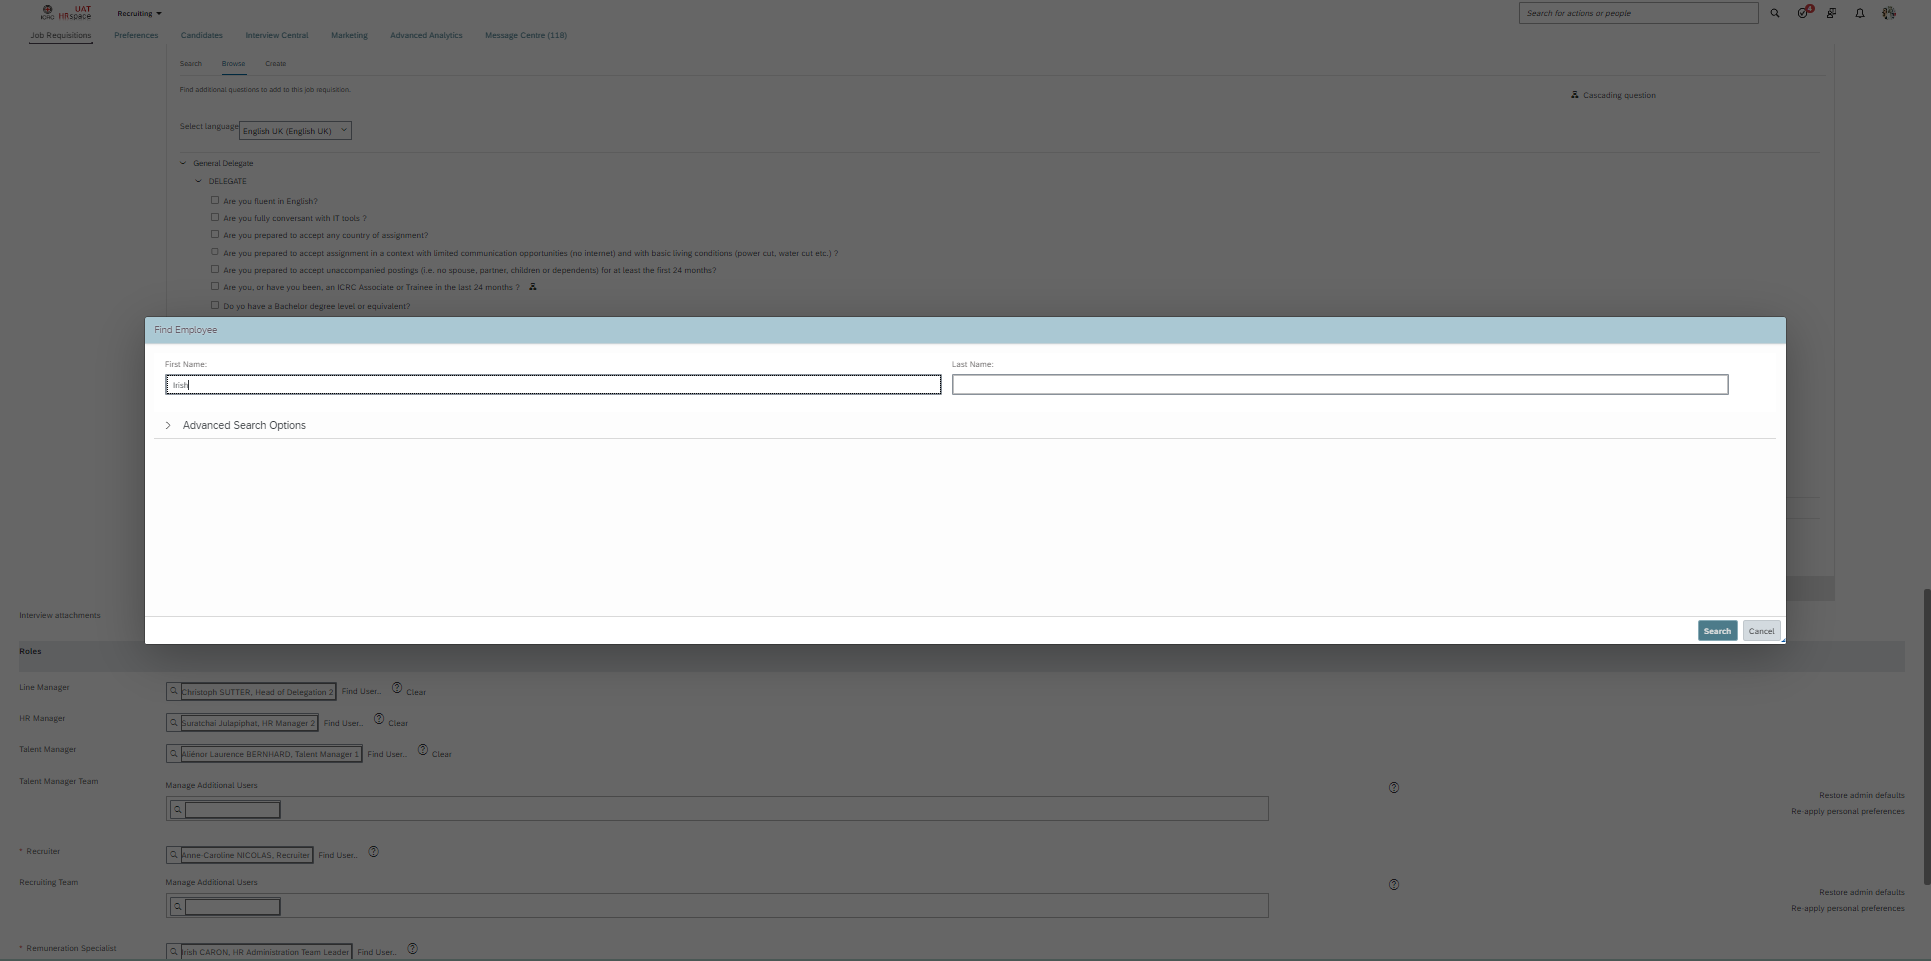 UAT
ICRC HRspace
Recruiting
Search for actions or people
4
Job Requisitions Preferences Candidates Interview Central Marketing Advanced Analytics Message Centre (118)
Search Browse Create
Find additional questions to add to this job requisition.
Cascading question
Select language English UK (English UK)
General Delegate
DELEGATE
Are you fluent in English?
Are you fully conversant with IT tools ?
Are you prepared to accept any country of assignment?
Are you prepared to accept assignment in a context with limited communication opportunities (no internet) and with basic living conditions (power cut, water cut etc.) ?
Are you prepared to accept unaccompanied postings (i.e. no spouse, partner, children or dependents) for at least the first 24 months?
Are you, or have you been, an ICRC Associate or Trainee in the last 24 months ?
Do yo have a Bachelor degree level or equivalent?
Find Employee
First Name: Last Name:
Irish
Advanced Search Options
Search Cancel
Interview attachments
Roles
Line Manager Christoph SUTTER, Head of Delegation 2 Find User.. Clear
HR Manager Suratchai Julapiphat, HR Manager 2 Find User.. Clear
Talent Manager Aliénor Laurence BERNHARD, Talent Manager 1 Find User.. Clear
Talent Manager Team Manage Additional Users
Restore admin defaults
Re-apply personal preferences
* Recruiter Anne-Caroline NICOLAS, Recruiter Find User..
Recruiting Team Manage Additional Users
Restore admin defaults
Re-apply personal preferences
* Remuneration Specialist Irish CARON, HR Administration Team Leader Find User..